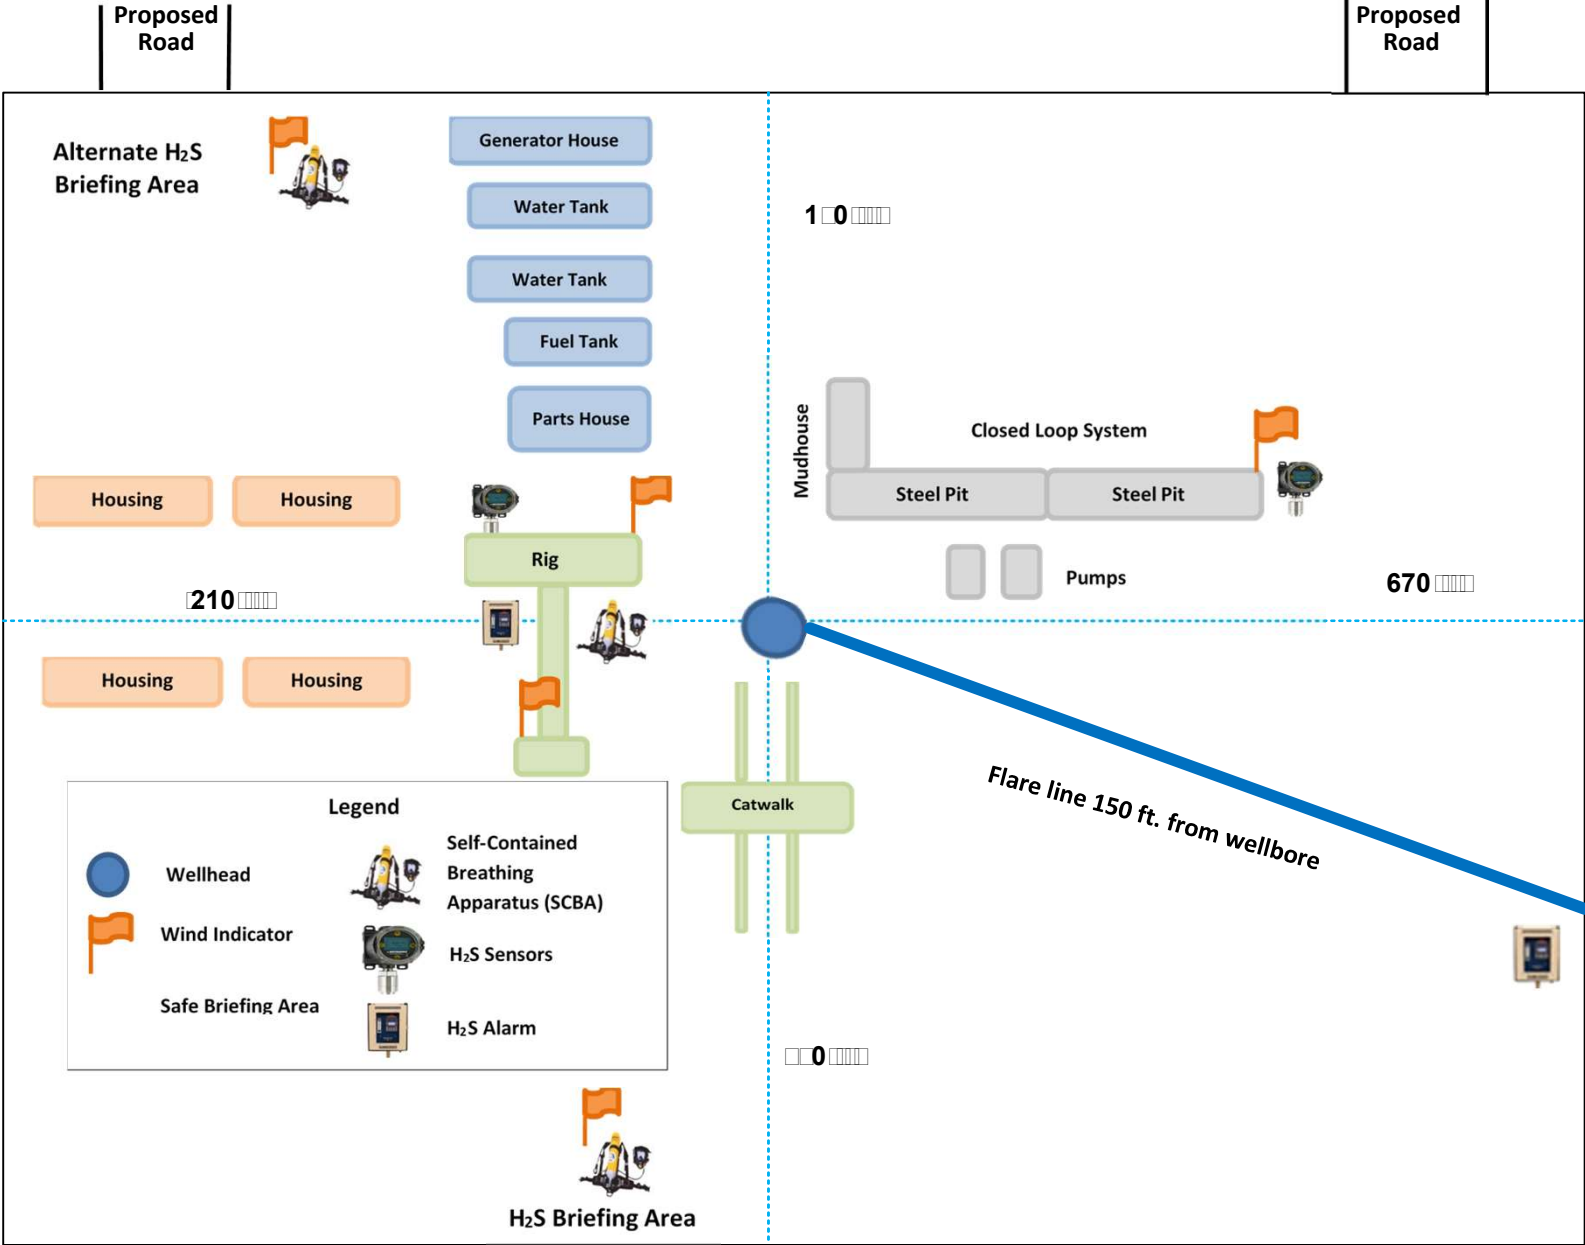 Proposed
Road
Proposed
Road
Alternate H₂S
Briefing Area
Generator House
Water Tank
Water Tank
Fuel Tank
Parts House
Mudhouse
Closed Loop System
Steel Pit
Steel Pit
Pumps
Housing
Housing
Rig
210
670
Housing
Housing
Catwalk
Flare line 150 ft. from wellbore
Legend
Wellhead
Wind Indicator
Safe Briefing Area
Self-Contained
Breathing
Apparatus (SCBA)
H₂S Sensors
H₂S Alarm
H₂S Briefing Area